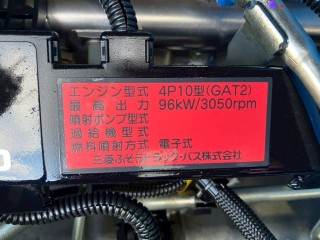 エンジン型式 4P10型(GAT2)
最高出力 96kW/3050rpm
噴射ポンプ型式
過給機型式
燃料噴射方式 電子式
三菱ふそうトラック・バス株式会社